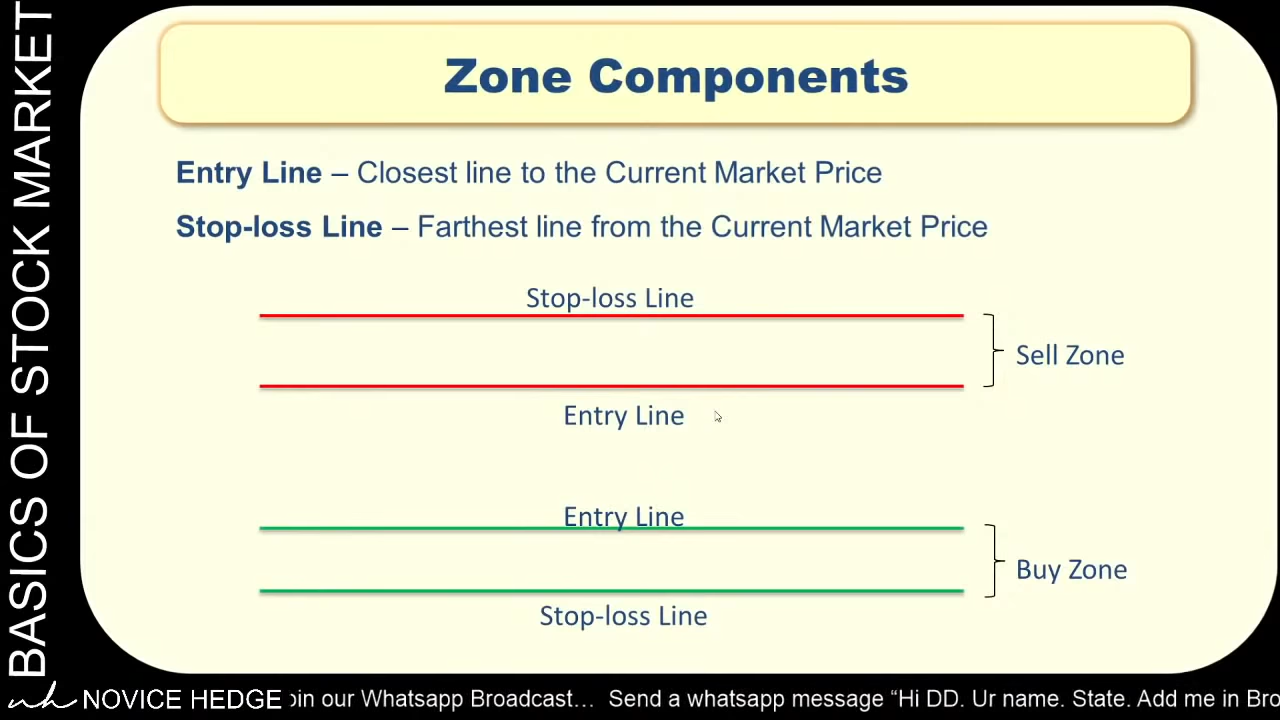 BASICS OF STOCK MARKET
Zone Components
Entry Line – Closest line to the Current Market Price
Stop-loss Line – Farthest line from the Current Market Price
Stop-loss Line
Sell Zone
Entry Line
Entry Line
Buy Zone
Stop-loss Line
nh NOVICE HEDGE oin our Whatsapp Broadcast... Send a whatsapp message “Hi DD. Ur name. State. Add me in Bro